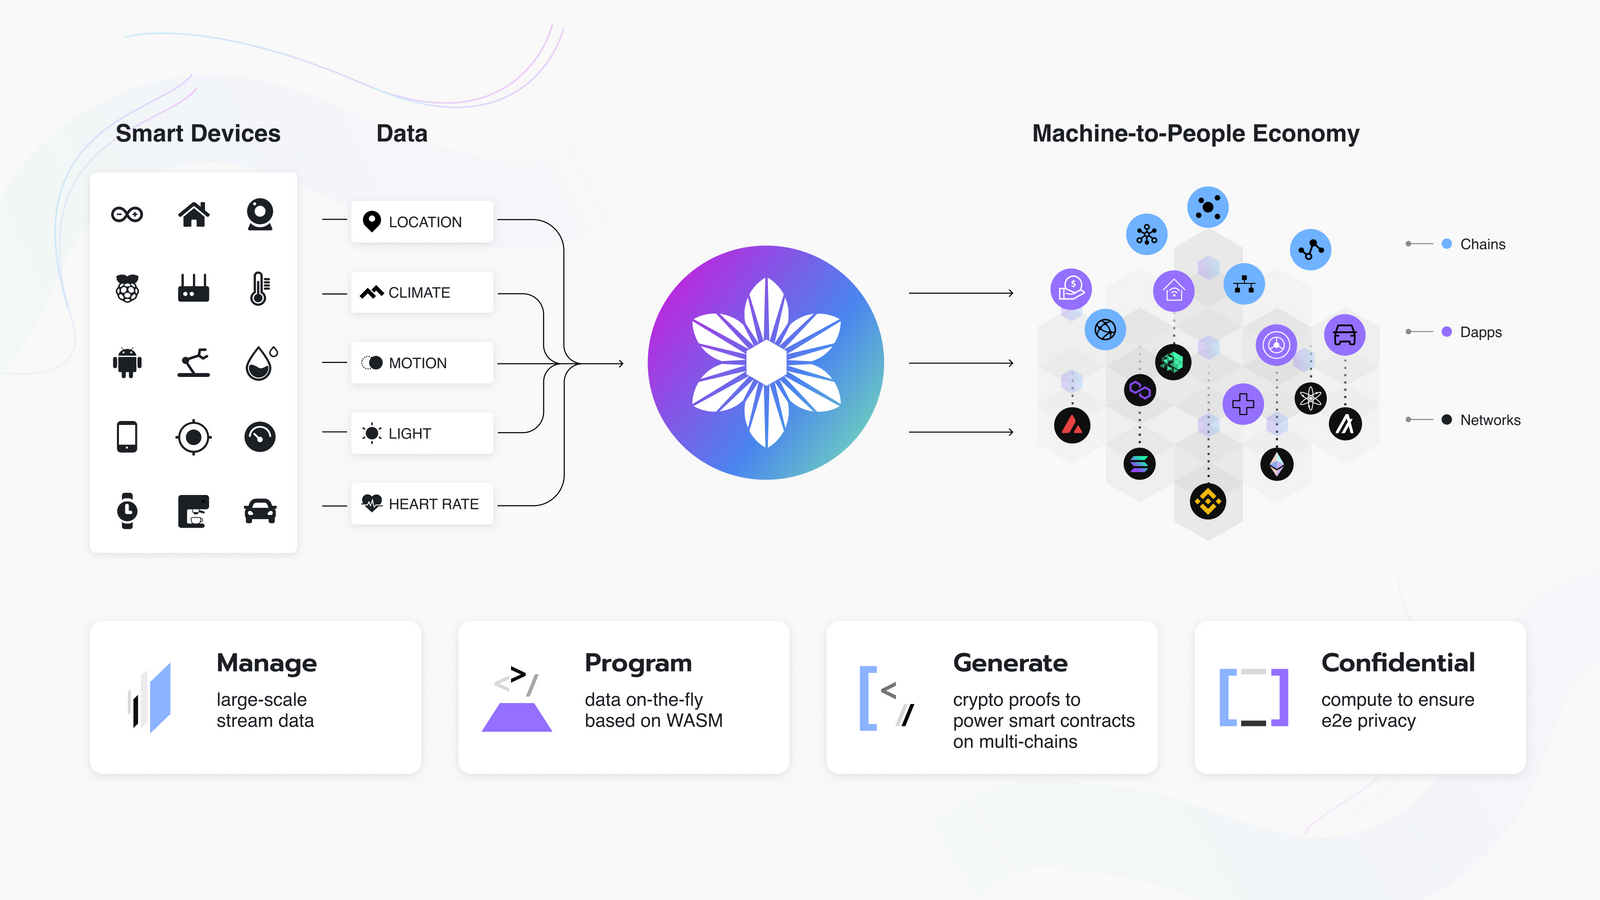 Smart Devices
Data
Machine-to-People Economy
LOCATION
CLIMATE
MOTION
LIGHT
HEART RATE
Chains
Dapps
Networks
Manage
large-scale
stream data
Program
data on-the-fly
based on WASM
Generate
crypto proofs to
power smart contracts
on multi-chains
Confidential
compute to ensure
e2e privacy